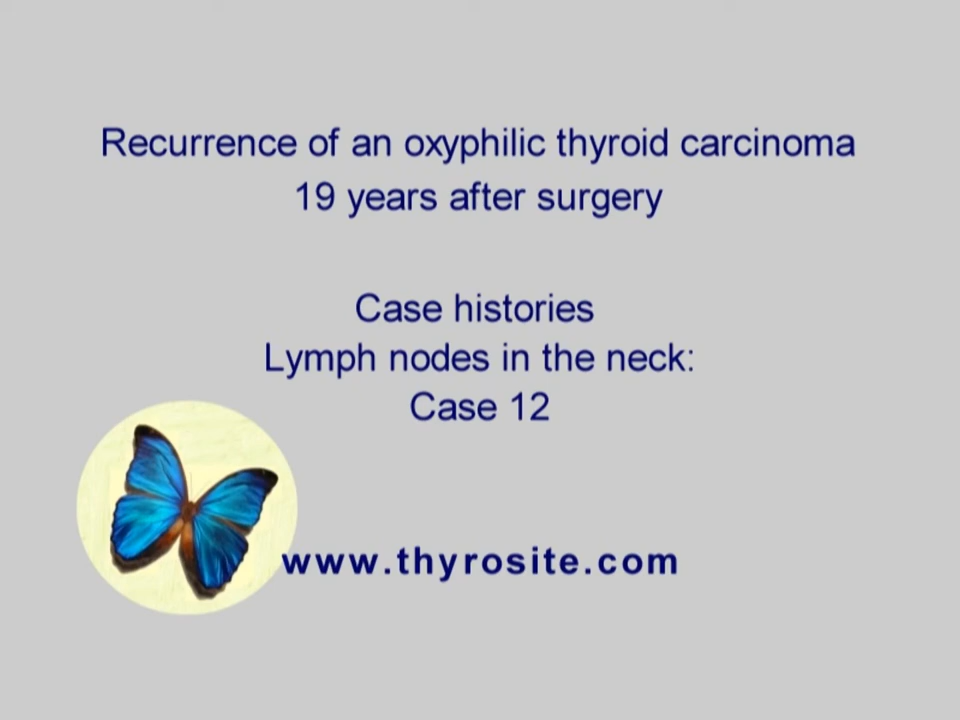 Recurrence of an oxyphilic thyroid carcinoma
19 years after surgery
Case histories
Lymph nodes in the neck:
Case 12
www.thyrosite.com